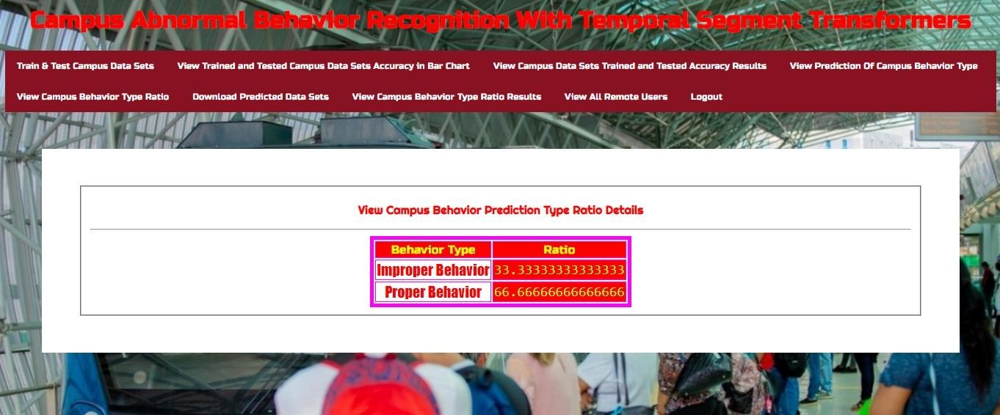 Campus Abnormal Behavior Recognition With Temporal Segment Transformers
Train & Test Campus Data Sets View Trained and Tested Campus Data Sets Accuracy in Bar Chart View Campus Data Sets Trained and Tested Accuracy Results View Prediction Of Campus Behavior Type
View Campus Behavior Type Ratio Download Predicted Data Sets View Campus Behavior Type Ratio Results View All Remote Users Logout
View Campus Behavior Prediction Type Ratio Details
Behavior Type Ratio
Improper Behavior 33.33333333333333
Proper Behavior 66.66666666666666